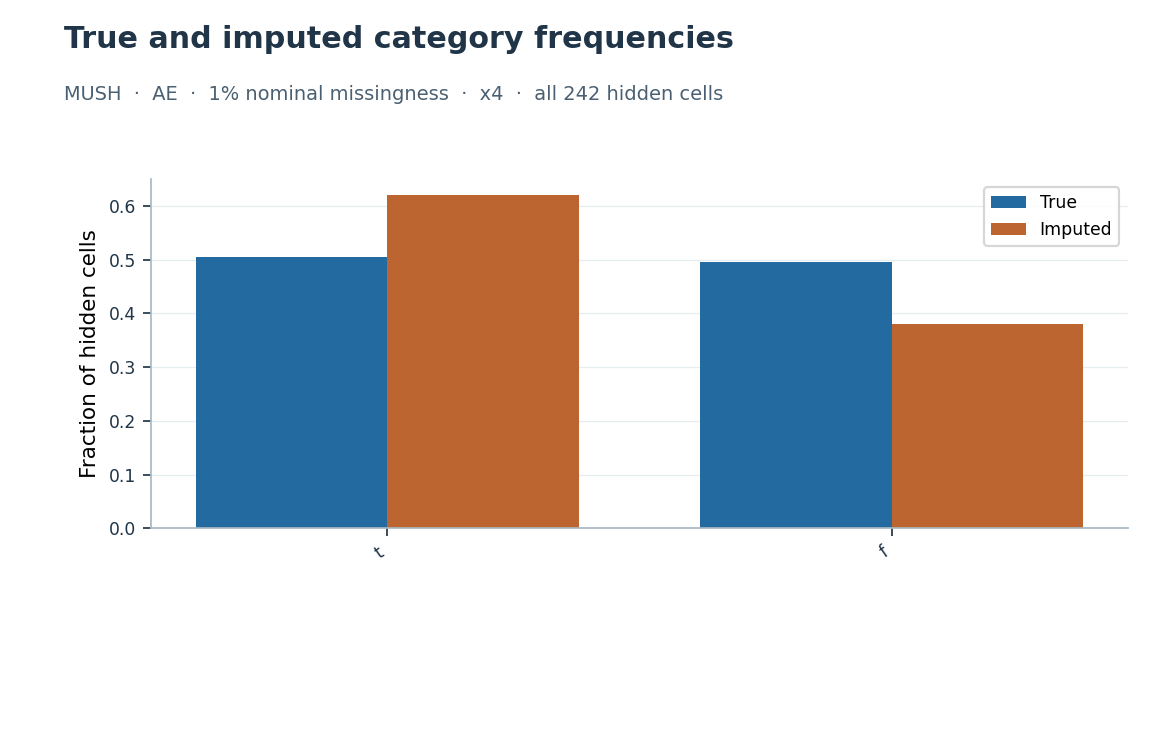 True and imputed category frequencies
MUSH · AE · 1% nominal missingness · x4 · all 242 hidden cells
Fraction of hidden cells
0.6
0.5
0.4
0.3
0.2
0.1
0.0
True
Imputed
t
f